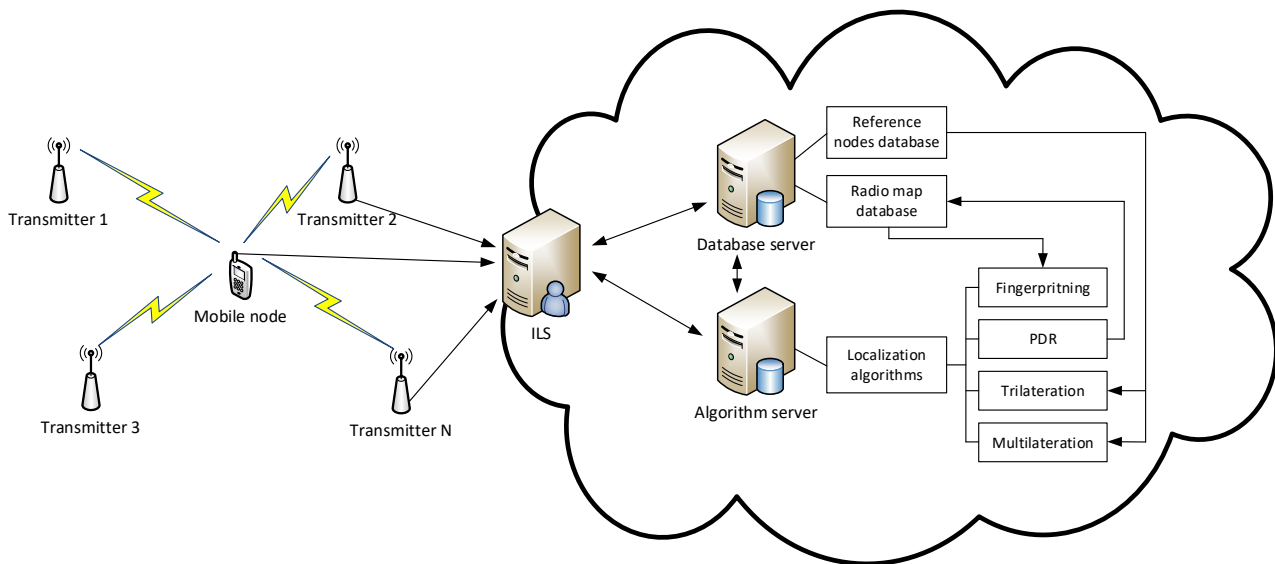 Transmitter 1
Transmitter 2
Mobile node
Transmitter 3
Transmitter N
ILS
Database server
Algorithm server
Reference
nodes database
Radio map
database
Localization
algorithms
Fingerpritning
PDR
Trilateration
Multilateration